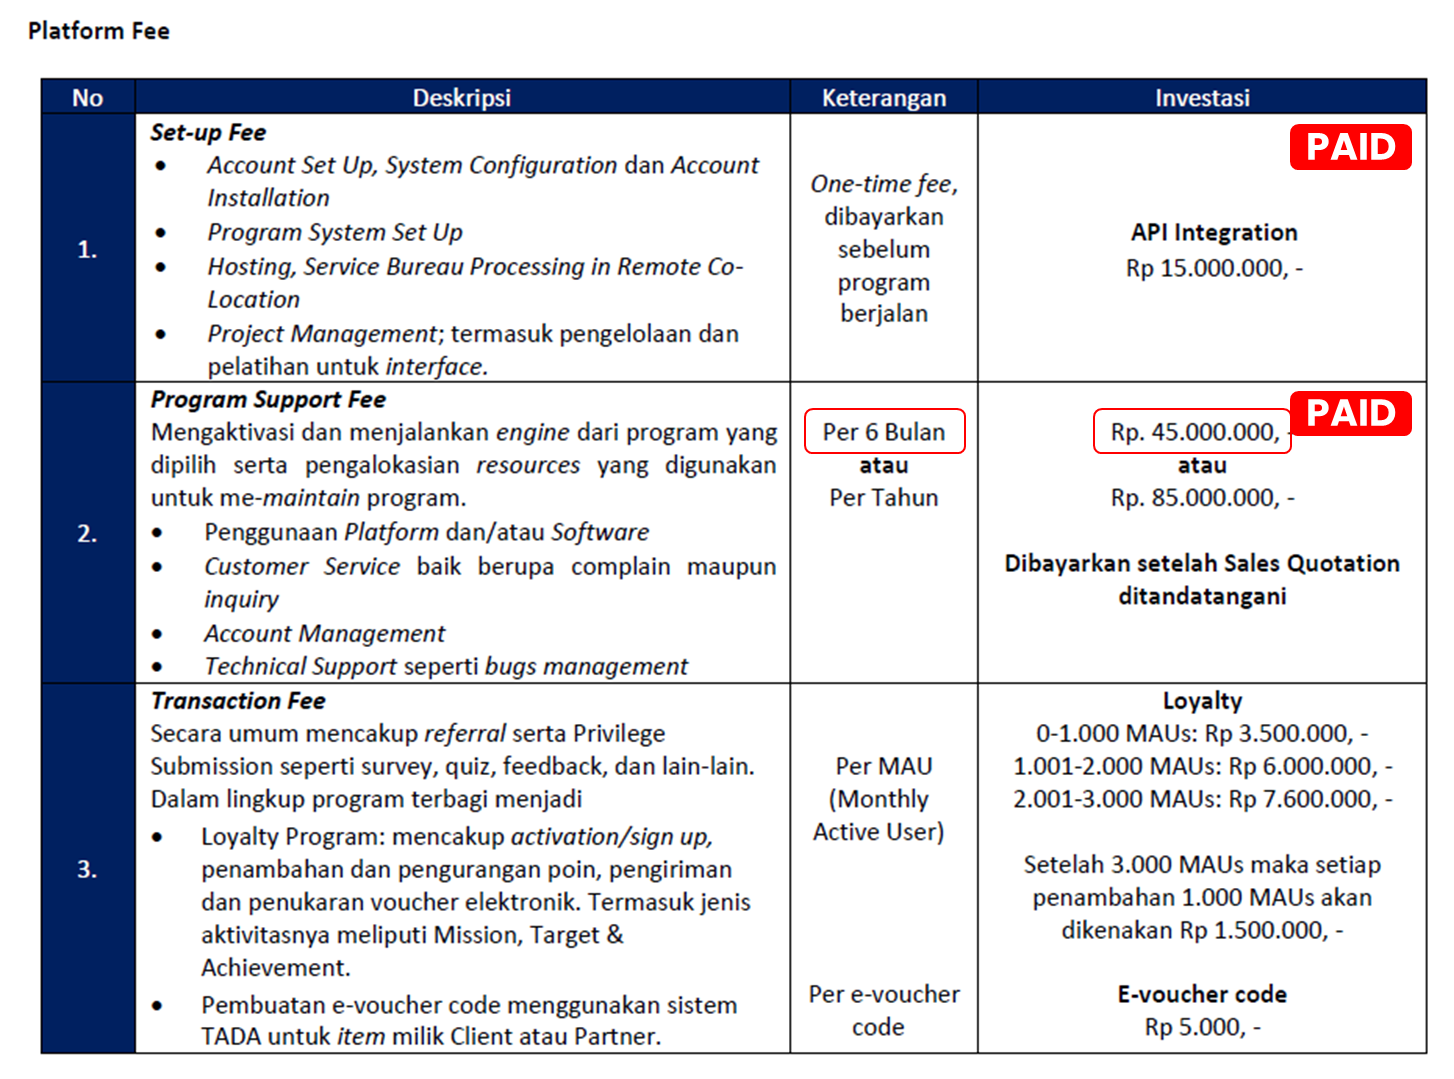 Platform Fee
No Deskripsi Keterangan Investasi
1.
Set-up Fee
• Account Set Up, System Configuration dan Account
Installation
• Program System Set Up
• Hosting, Service Bureau Processing in Remote Co-
Location
• Project Management; termasuk pengelolaan dan
pelatihan untuk interface.
One-time fee,
dibayarkan
sebelum
program
berjalan
PAID
API Integration
Rp 15.000.000, -
2.
Program Support Fee
Mengaktivasi dan menjalankan engine dari program yang
dipilih serta pengalokasian resources yang digunakan
untuk me-maintain program.
• Penggunaan Platform dan/atau Software
• Customer Service baik berupa complain maupun
inquiry
• Account Management
• Technical Support seperti bugs management
Per 6 Bulan
atau
Per Tahun
PAID
Rp. 45.000.000, -
atau
Rp. 85.000.000, -
Dibayarkan setelah Sales Quotation
ditandatangani
3.
Transaction Fee
Secara umum mencakup referral serta Privilege
Submission seperti survey, quiz, feedback, dan lain-lain.
Dalam lingkup program terbagi menjadi
• Loyalty Program: mencakup activation/sign up,
penambahan dan pengurangan poin, pengiriman
dan penukaran voucher elektronik. Termasuk jenis
aktivitasnya meliputi Mission, Target &
Achievement.
• Pembuatan e-voucher code menggunakan sistem
TADA untuk item milik Client atau Partner.
Per MAU
(Monthly
Active User)
Per e-voucher
code
Loyalty
0-1.000 MAUs: Rp 3.500.000, -
1.001-2.000 MAUs: Rp 6.000.000, -
2.001-3.000 MAUs: Rp 7.600.000, -
Setelah 3.000 MAUs maka setiap
penambahan 1.000 MAUs akan
dikenakan Rp 1.500.000, -
E-voucher code
Rp 5.000, -